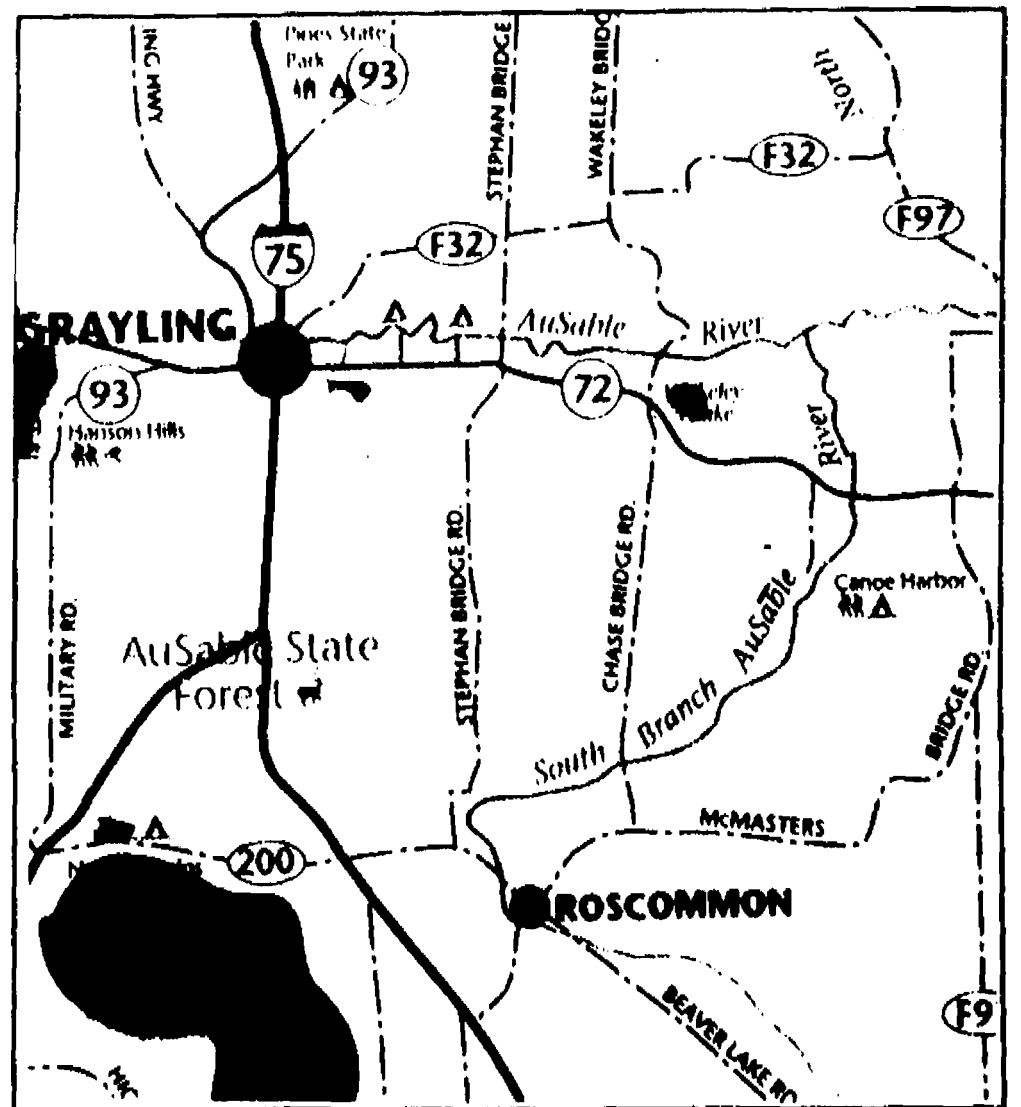 ING HWY
Pines State
Park
93
STEPHAN BRIDGE
WAKELEY BRIDG
North
F32
F97
F32
75
GRAYLING
AuSable River
93
72
Hanson Hills
River
MILITARY RD.
STEPHAN BRIDGE RD.
CHASE BRIDGE RD.
Canoe Harbor
AuSable State
Forest
South Branch AuSable
BRIDGE RD.
McMASTERS
200
ROSCOMMON
BEAVER LAKE RD
F9